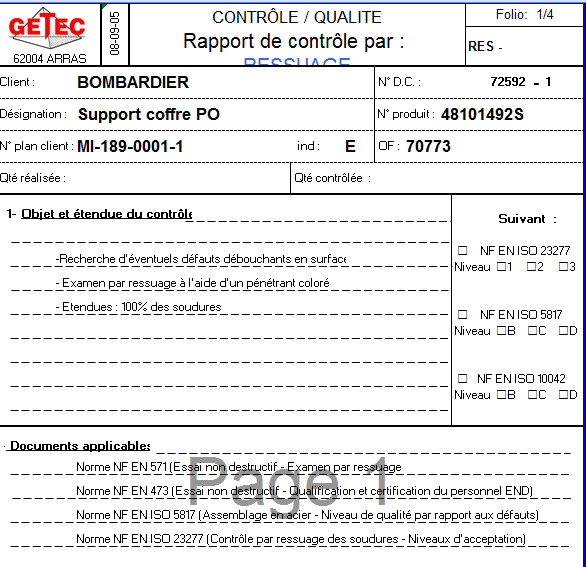 GETEC
62004 ARRAS
08-09-05
CONTRÔLE / QUALITE
Rapport de contrôle par :
RESSUAGE
Folio: 1/4
RES -
Client : BOMBARDIER
N° D.C. : 72592 - 1
Désignation : Support coffre PO
N° produit : 48101492S
N° plan client : MI-189-0001-1 ind : E
OF : 70773
Qté réalisée :
Qté contrôlée :
1- Objet et étendue du contrôle
Suivant :
-Recherche d'éventuels défauts débouchants en surface
- Examen par ressuage à l'aide d'un pénétrant coloré
- Etendues : 100% des soudures
☐ NF EN ISO 23277
Niveau ☐1 ☐2 ☐3
☐ NF EN ISO 5817
Niveau ☐B ☐C ☐D
☐ NF EN ISO 10042
Niveau ☐B ☐C ☐D
- Documents applicables
Norme NF EN 571 (Essai non destructif - Examen par ressuage
Norme NF EN 473 (Essai non destructif - Qualification et certification du personnel END)
Norme NF EN ISO 5817 (Assemblage en acier - Niveau de qualité par rapport aux défauts)
Norme NF EN ISO 23277 (Contrôle par ressuage des soudures - Niveaux d'acceptation)
Page 1